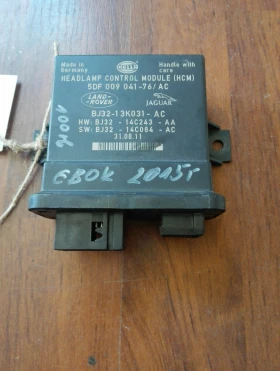 Made in Handle with
Germany HELLA care
HEADLAMP CONTROL MODULE (HCM)
5DF 009 041-76/AC
LAND-
ROVER JAGUAR
BJ32-13K031-AC
HW: BJ32 - 14C243 - AA
SW: BJ32 - 14C084 - AC
31.08.11
ЕВОК 2015г